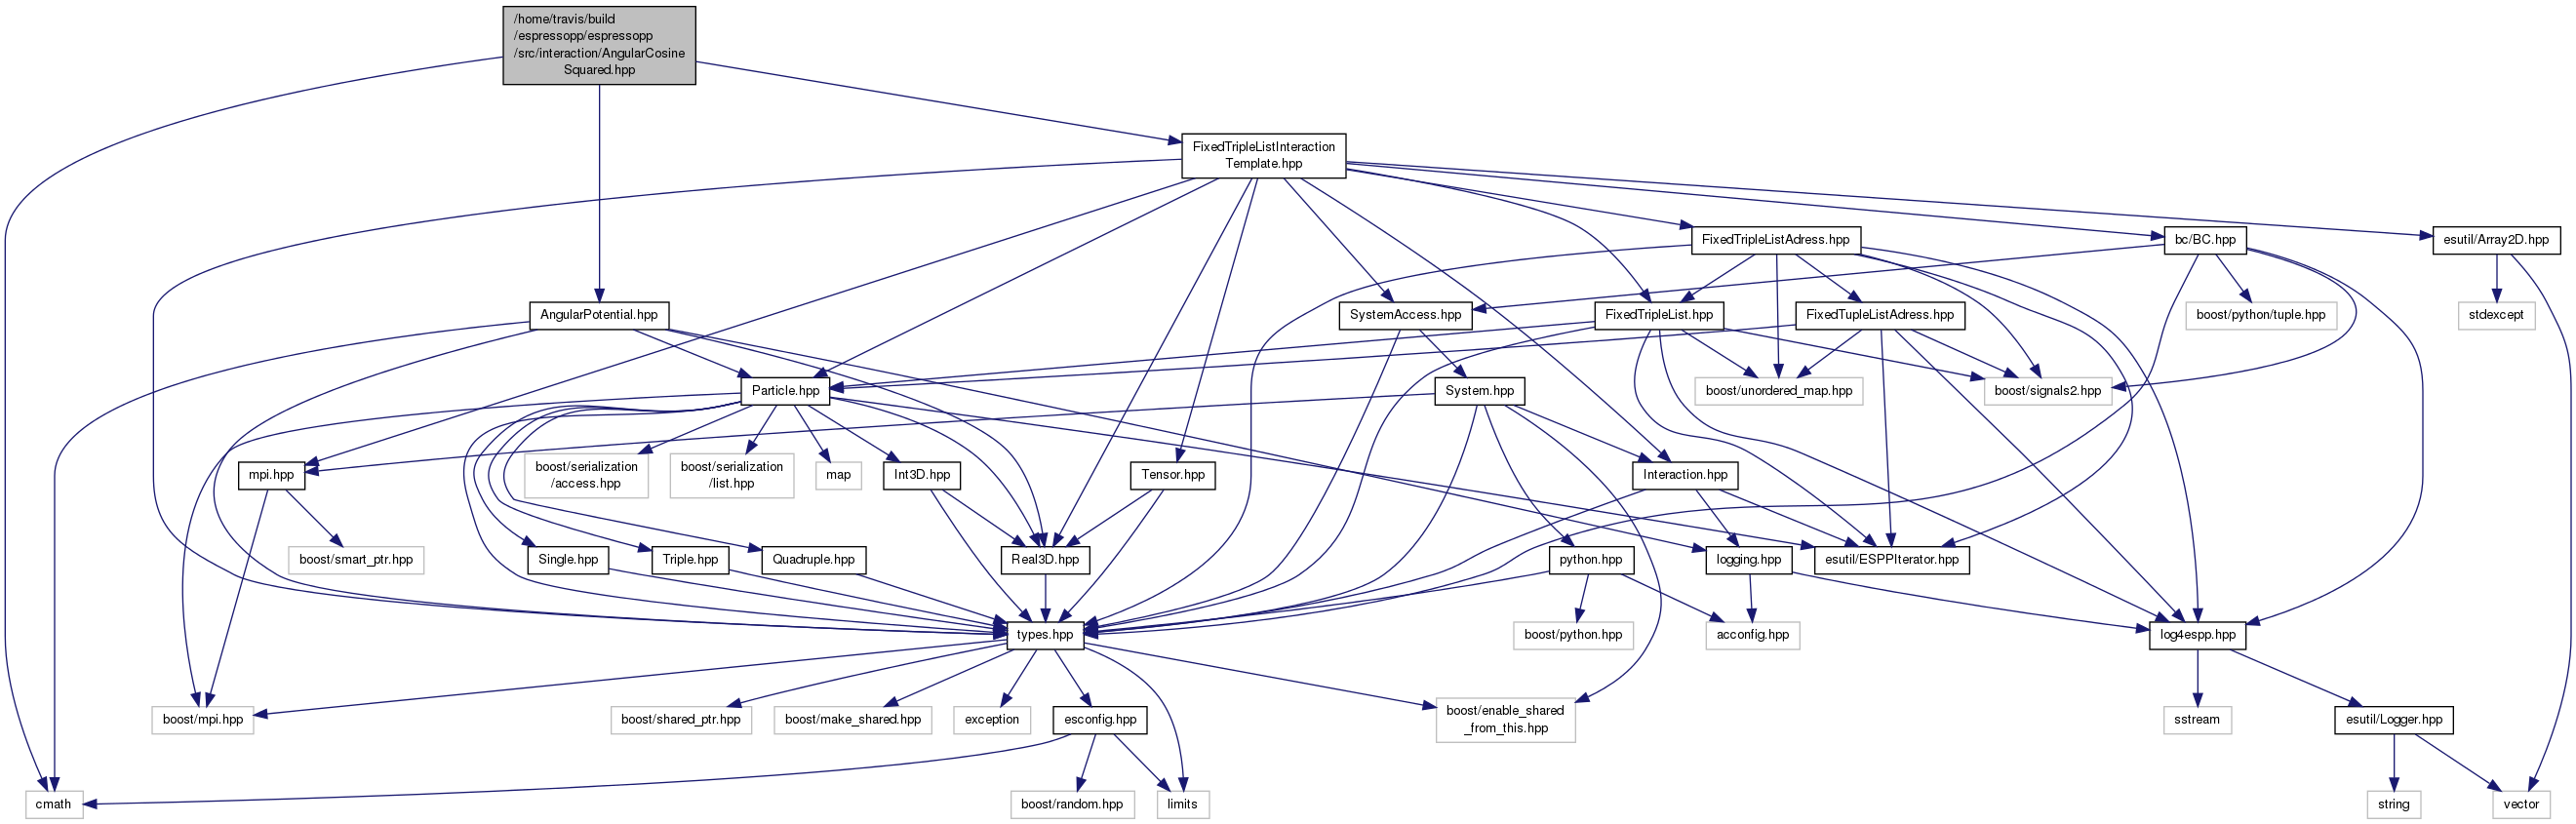 /home/travis/build
/espressopp/espressopp
/src/interaction/AngularCosine
Squared.hpp
FixedTripleListInteraction
Template.hpp
FixedTripleListAdress.hpp
bc/BC.hpp
esutil/Array2D.hpp
AngularPotential.hpp
SystemAccess.hpp
FixedTripleList.hpp
FixedTupleListAdress.hpp
boost/python/tuple.hpp
stdexcept
Particle.hpp
System.hpp
boost/unordered_map.hpp
boost/signals2.hpp
mpi.hpp
boost/serialization
/access.hpp
boost/serialization
/list.hpp
map
Int3D.hpp
Tensor.hpp
Interaction.hpp
boost/smart_ptr.hpp
Single.hpp
Triple.hpp
Quadruple.hpp
Real3D.hpp
python.hpp
logging.hpp
esutil/ESPPIterator.hpp
types.hpp
boost/python.hpp
acconfig.hpp
log4espp.hpp
boost/mpi.hpp
boost/shared_ptr.hpp
boost/make_shared.hpp
exception
esconfig.hpp
boost/enable_shared
_from_this.hpp
sstream
esutil/Logger.hpp
cmath
boost/random.hpp
limits
string
vector